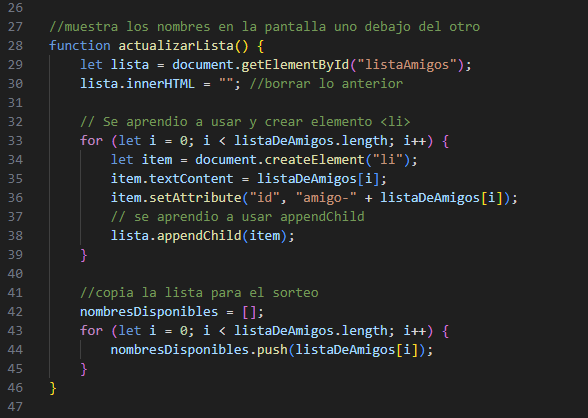 26
27 //muestra los nombres en la pantalla uno debajo del otro
28 function actualizarLista() {
29     let lista = document.getElementById("listaAmigos");
30     lista.innerHTML = ""; //borrar lo anterior
31
32     // Se aprendio a usar y crear elemento <li>
33     for (let i = 0; i < listaDeAmigos.length; i++) {
34         let item = document.createElement("li");
35         item.textContent = listaDeAmigos[i];
36         item.setAttribute("id", "amigo-" + listaDeAmigos[i]);
37         // se aprendio a usar appendChild
38         lista.appendChild(item);
39     }
40
41     //copia la lista para el sorteo
42     nombresDisponibles = [];
43     for (let i = 0; i < listaDeAmigos.length; i++) {
44         nombresDisponibles.push(listaDeAmigos[i]);
45     }
46 }
47